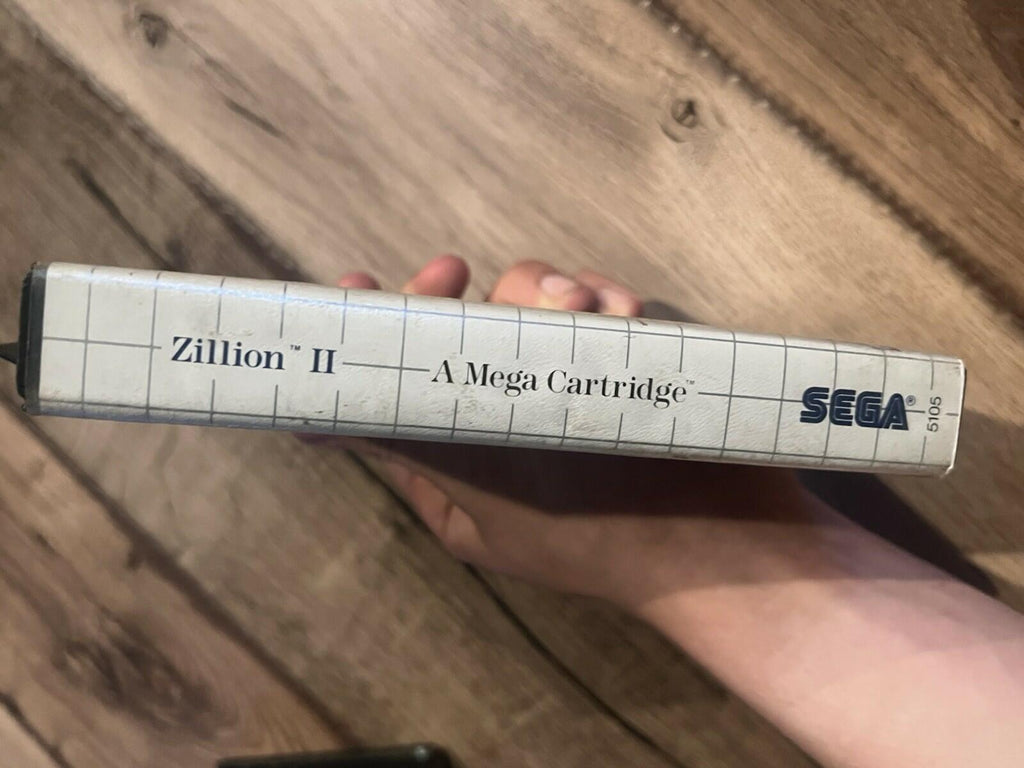 Zillion™ II A Mega Cartridge™ SEGA® 5105